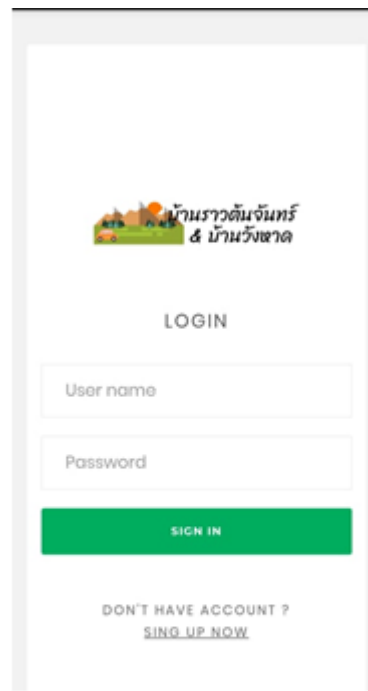 บ้านราวต้นจันทร์
& บ้านวังหาด
LOGIN
User name
Password
SIGN IN
DON'T HAVE ACCOUNT ?
SING UP NOW